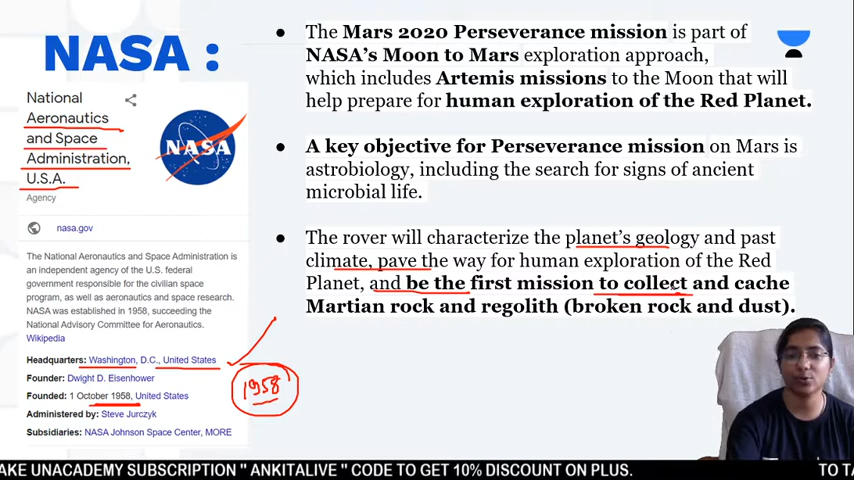 NASA :
National
Aeronautics
and Space
Administration,
U.S.A.
Agency
NASA
nasa.gov
The National Aeronautics and Space Administration is
an independent agency of the U.S. federal
government responsible for the civilian space
program, as well as aeronautics and space research.
NASA was established in 1958, succeeding the
National Advisory Committee for Aeronautics.
Wikipedia
Headquarters: Washington, D.C., United States
Founder: Dwight D. Eisenhower
Founded: 1 October 1958, United States
Administered by: Steve Jurczyk
Subsidiaries: NASA Johnson Space Center, MORE
1958
● The Mars 2020 Perseverance mission is part of
NASA's Moon to Mars exploration approach,
which includes Artemis missions to the Moon that will
help prepare for human exploration of the Red Planet.
● A key objective for Perseverance mission on Mars is
astrobiology, including the search for signs of ancient
microbial life.
● The rover will characterize the planet's geology and past
climate, pave the way for human exploration of the Red
Planet, and be the first mission to collect and cache
Martian rock and regolith (broken rock and dust).
AKE UNACADEMY SUBSCRIPTION " ANKITALIVE " CODE TO GET 10% DISCOUNT ON PLUS. TO TA